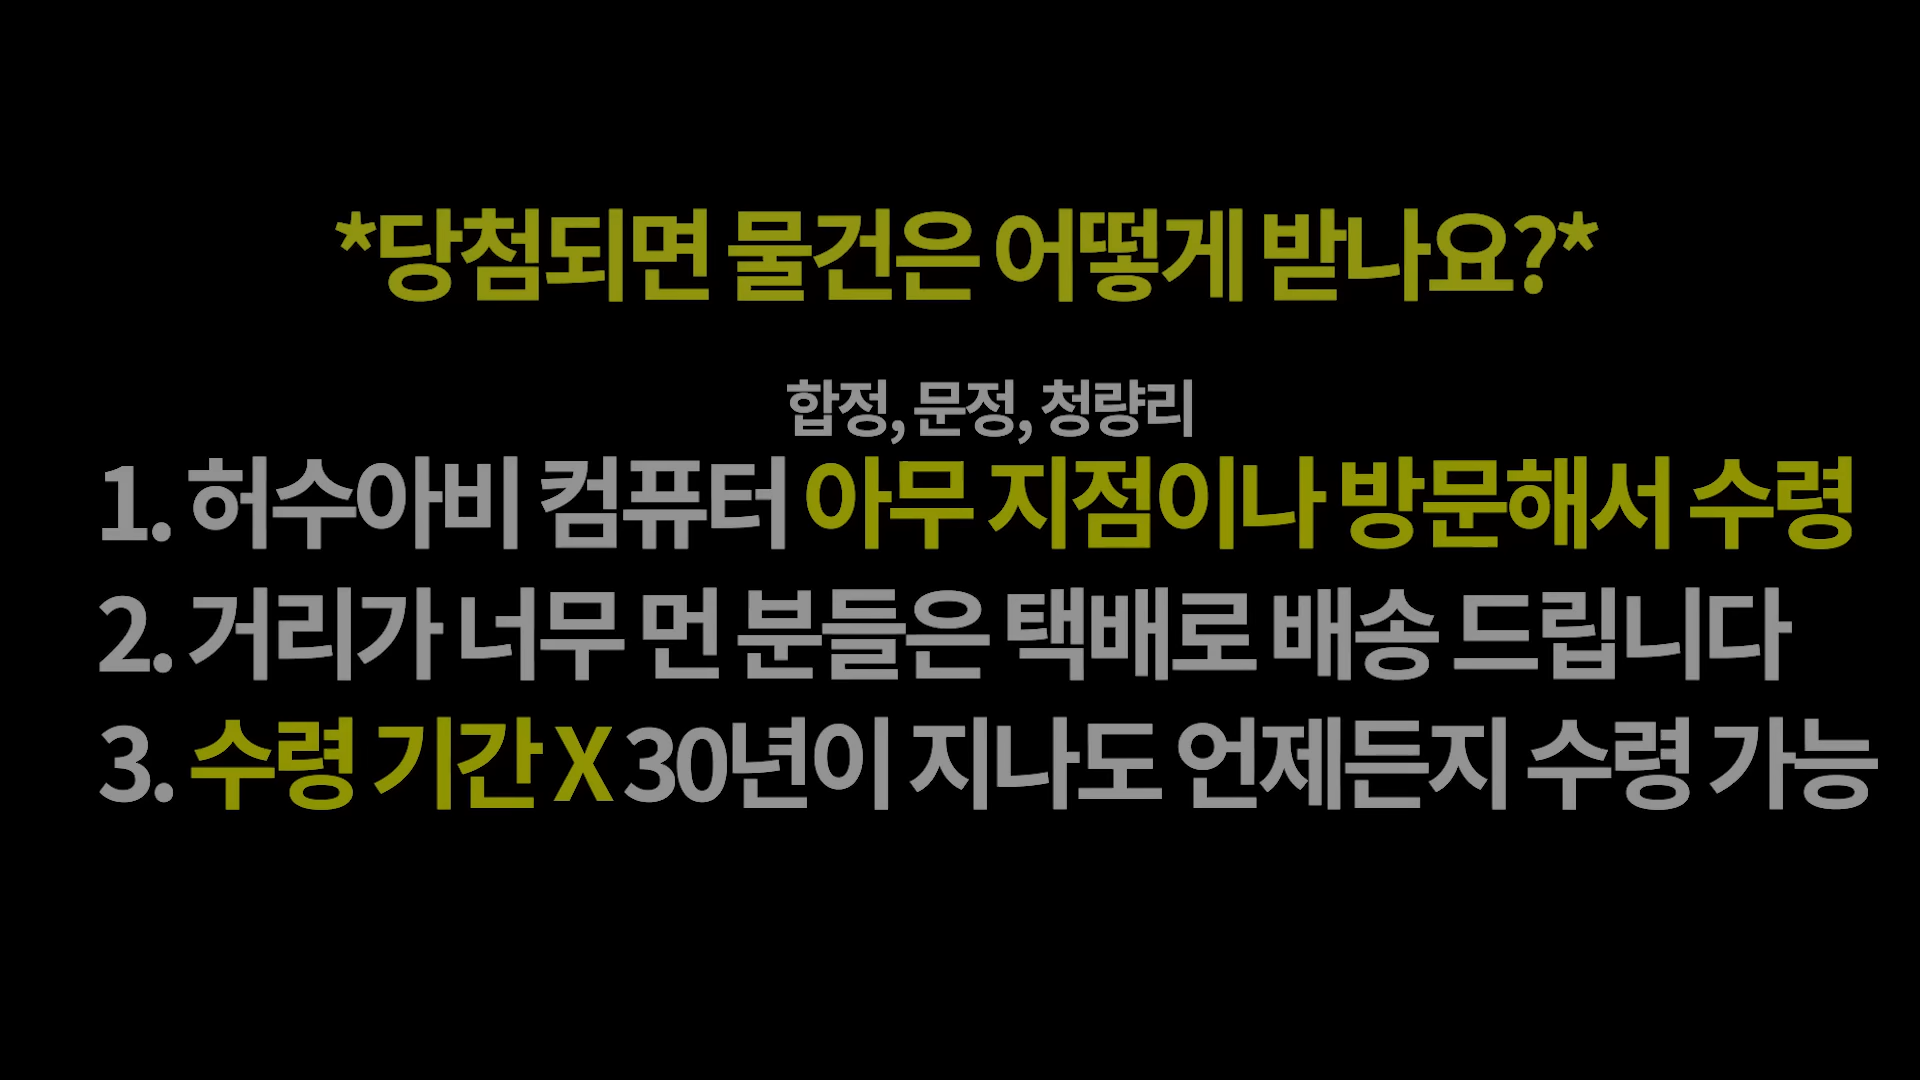 *당첨되면 물건은 어떻게 받나요?*
합정, 문정, 청량리
1. 허수아비 컴퓨터 아무 지점이나 방문해서 수령
2. 거리가 너무 먼 분들은 택배로 배송 드립니다
3. 수령 기간 X 30년이 지나도 언제든지 수령 가능